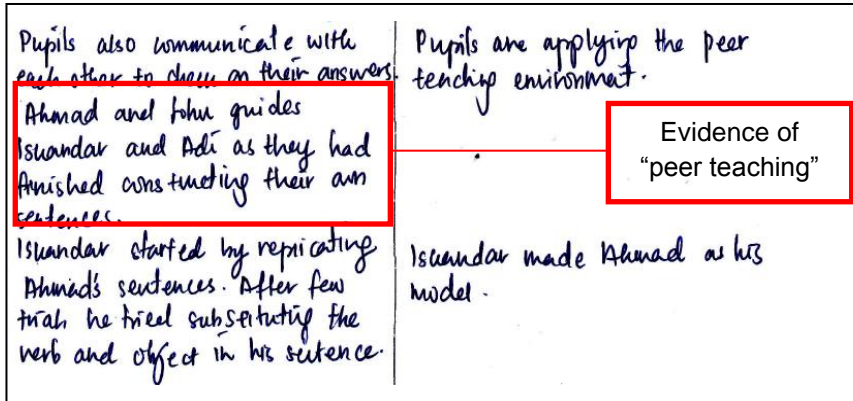 Pupils also communicate with
each other to check on their answers.
Ahmad and John guides
Iskandar and Adi as they had
finished constructing their own
sentences.
Iskandar started by replicating
Ahmad's sentences. After few
trials he tried substituting the
verb and object in his sentence.
Pupils are applying the peer
teaching environment.
Evidence of
“peer teaching”
Iskandar made Ahmad as his
model.